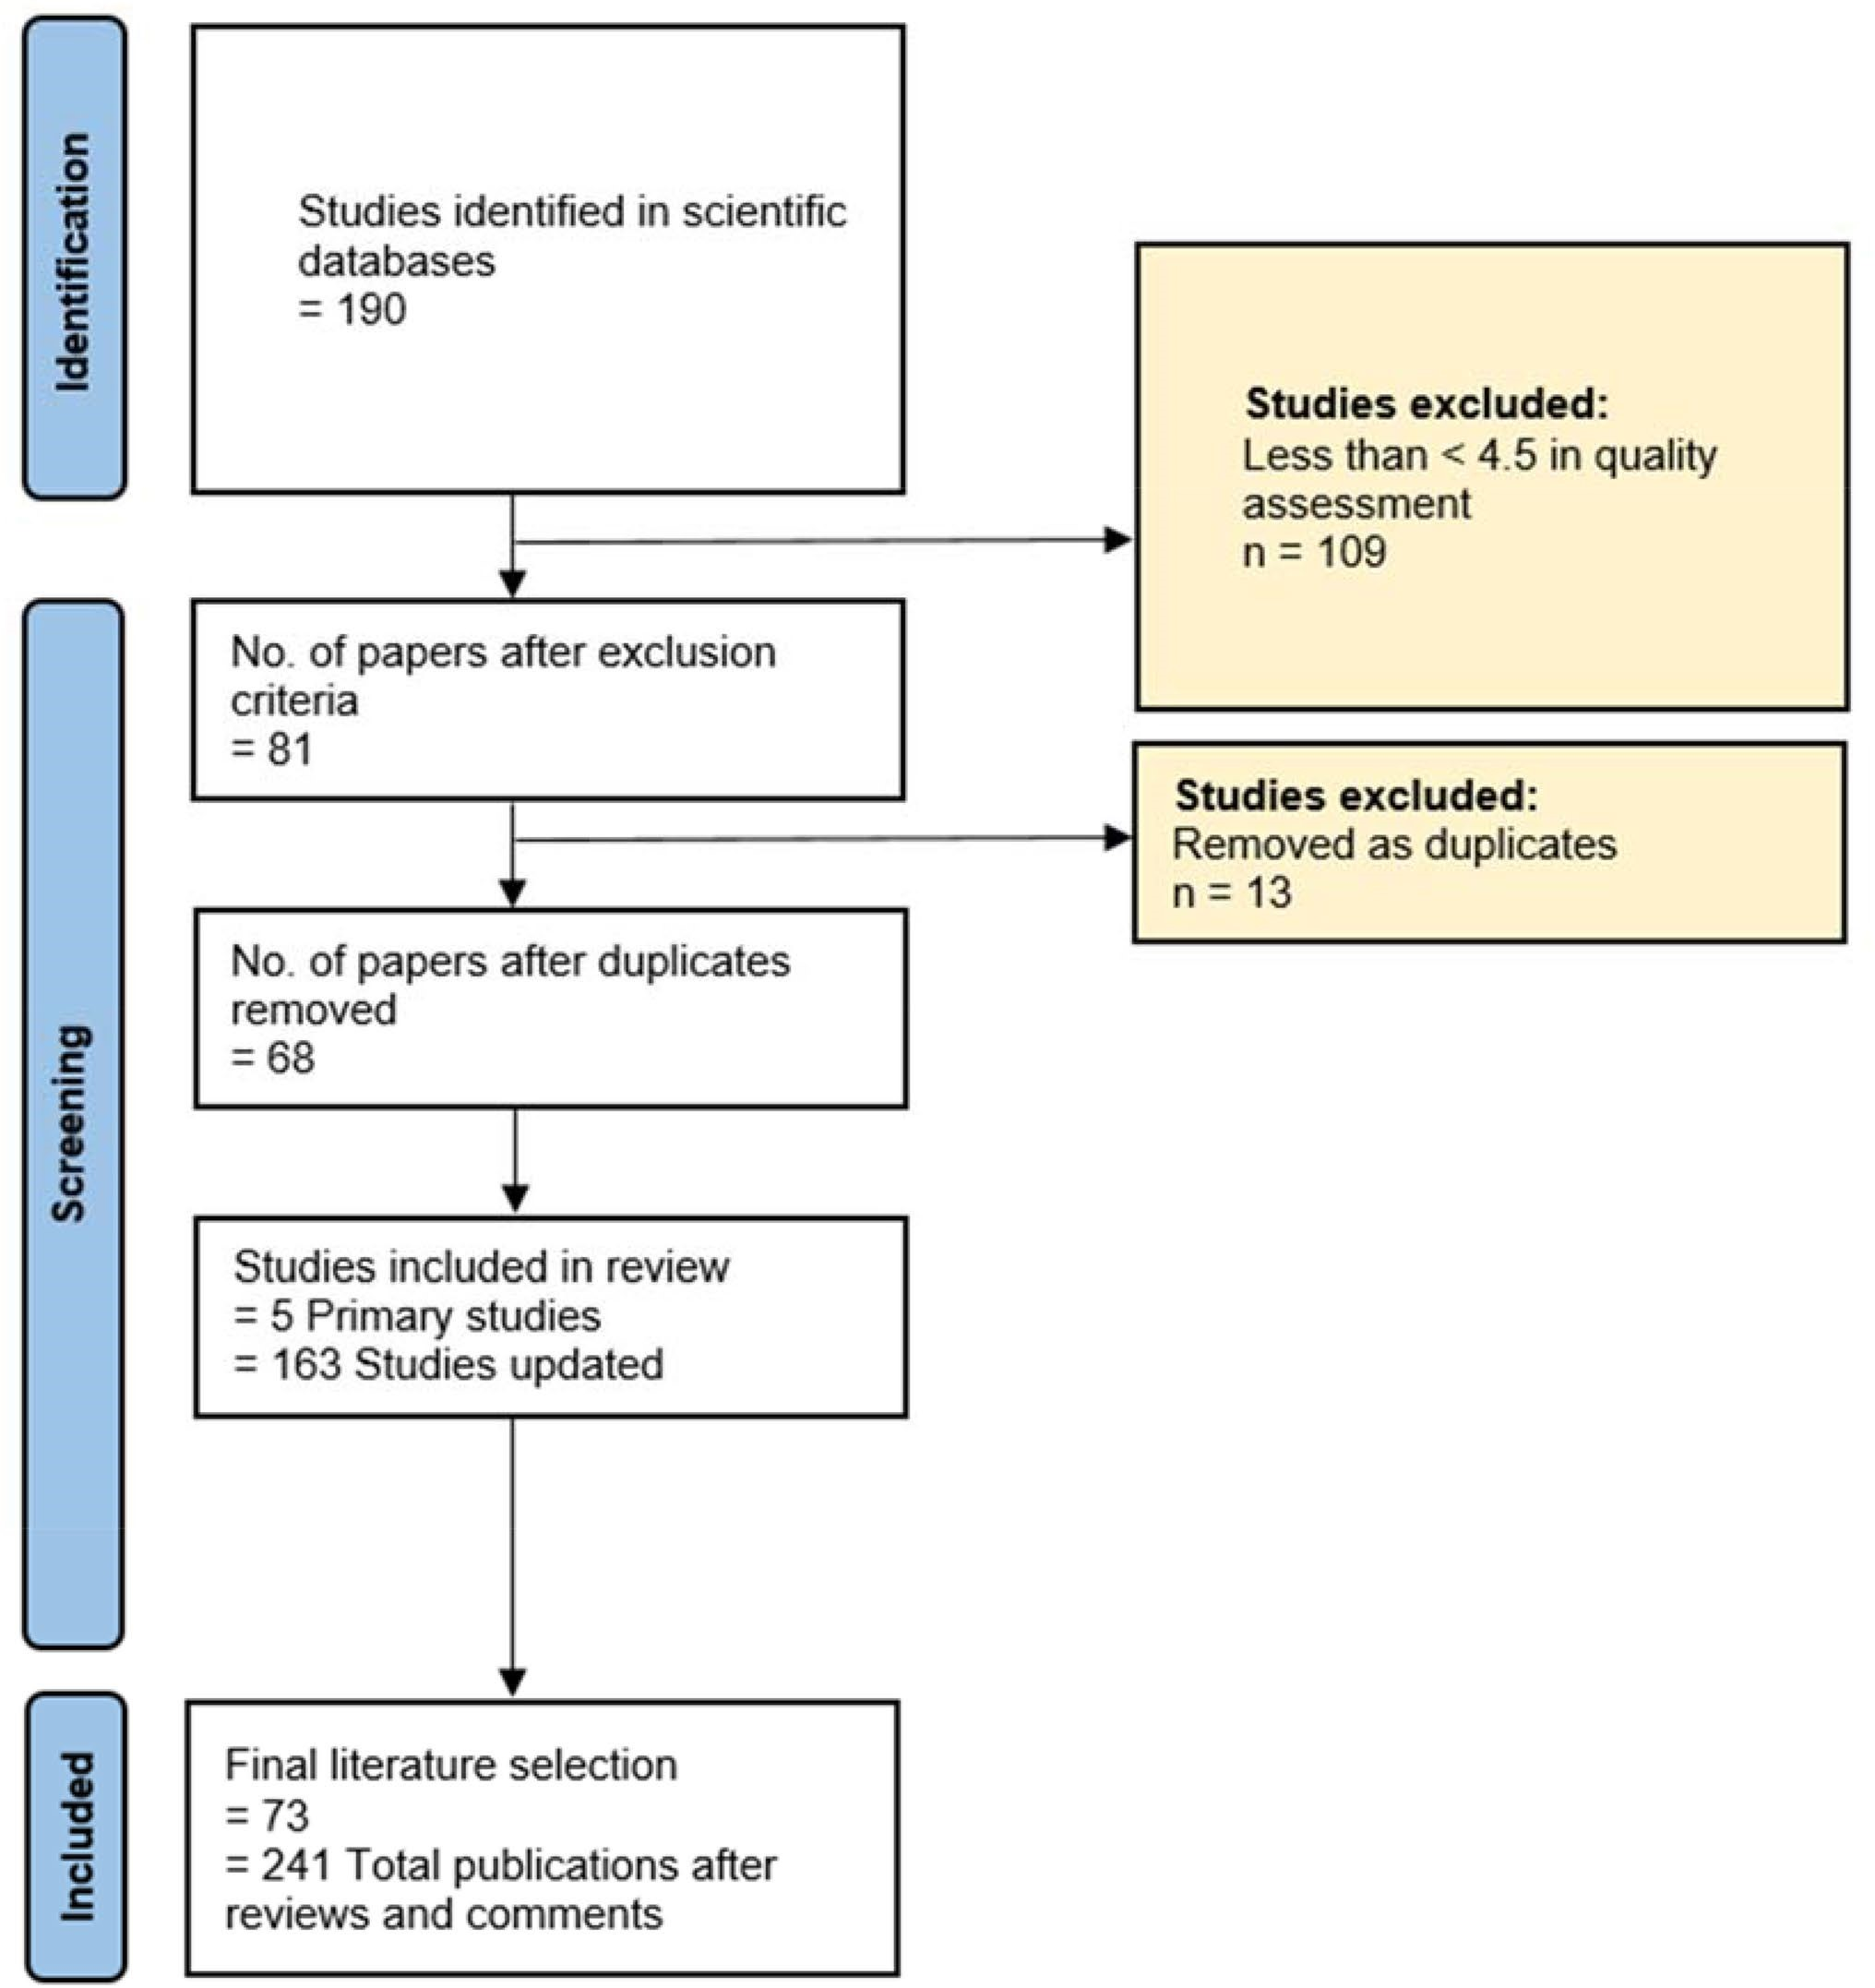 Identification
Studies identified in scientific
databases
= 190
Studies excluded:
Less than < 4.5 in quality
assessment
n = 109
Screening
No. of papers after exclusion
criteria
= 81
Studies excluded:
Removed as duplicates
n = 13
No. of papers after duplicates
removed
= 68
Studies included in review
= 5 Primary studies
= 163 Studies updated
Included
Final literature selection
= 73
= 241 Total publications after
reviews and comments